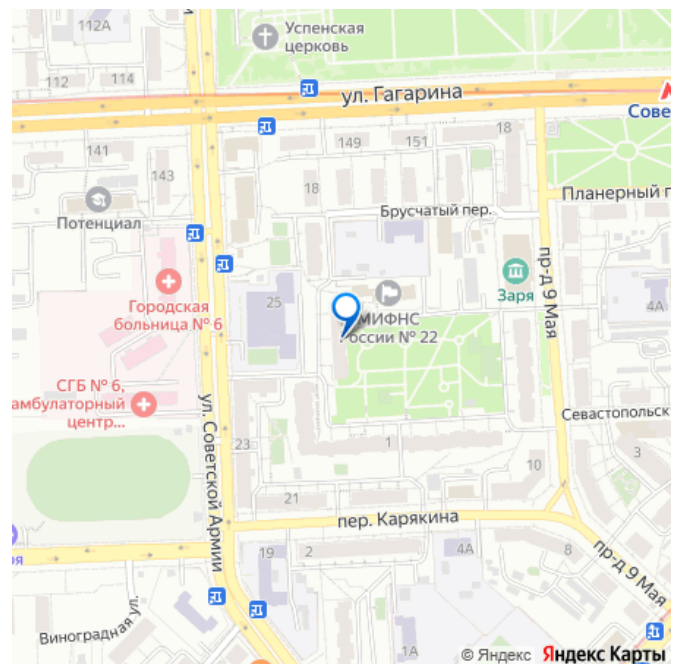 112А
Успенская
церковь
112
114
ул. Гагарина
Сове
141
143
149
151
18
18
Потенциал
Брусчатый пер.
Планерный п
пр-д 9 Мая
Городская
больница № 6
25
Заря
4А
МИФНС
России № 22
СГБ № 6,
амбулаторный
центр...
ул. Советской Армии
Севастопольск
23
1
3
10
21
пер. Карякина
ря
19
2
4А
8
пр-д 9 Мая
Виноградная ул.
1А
© Яндекс Яндекс Карты